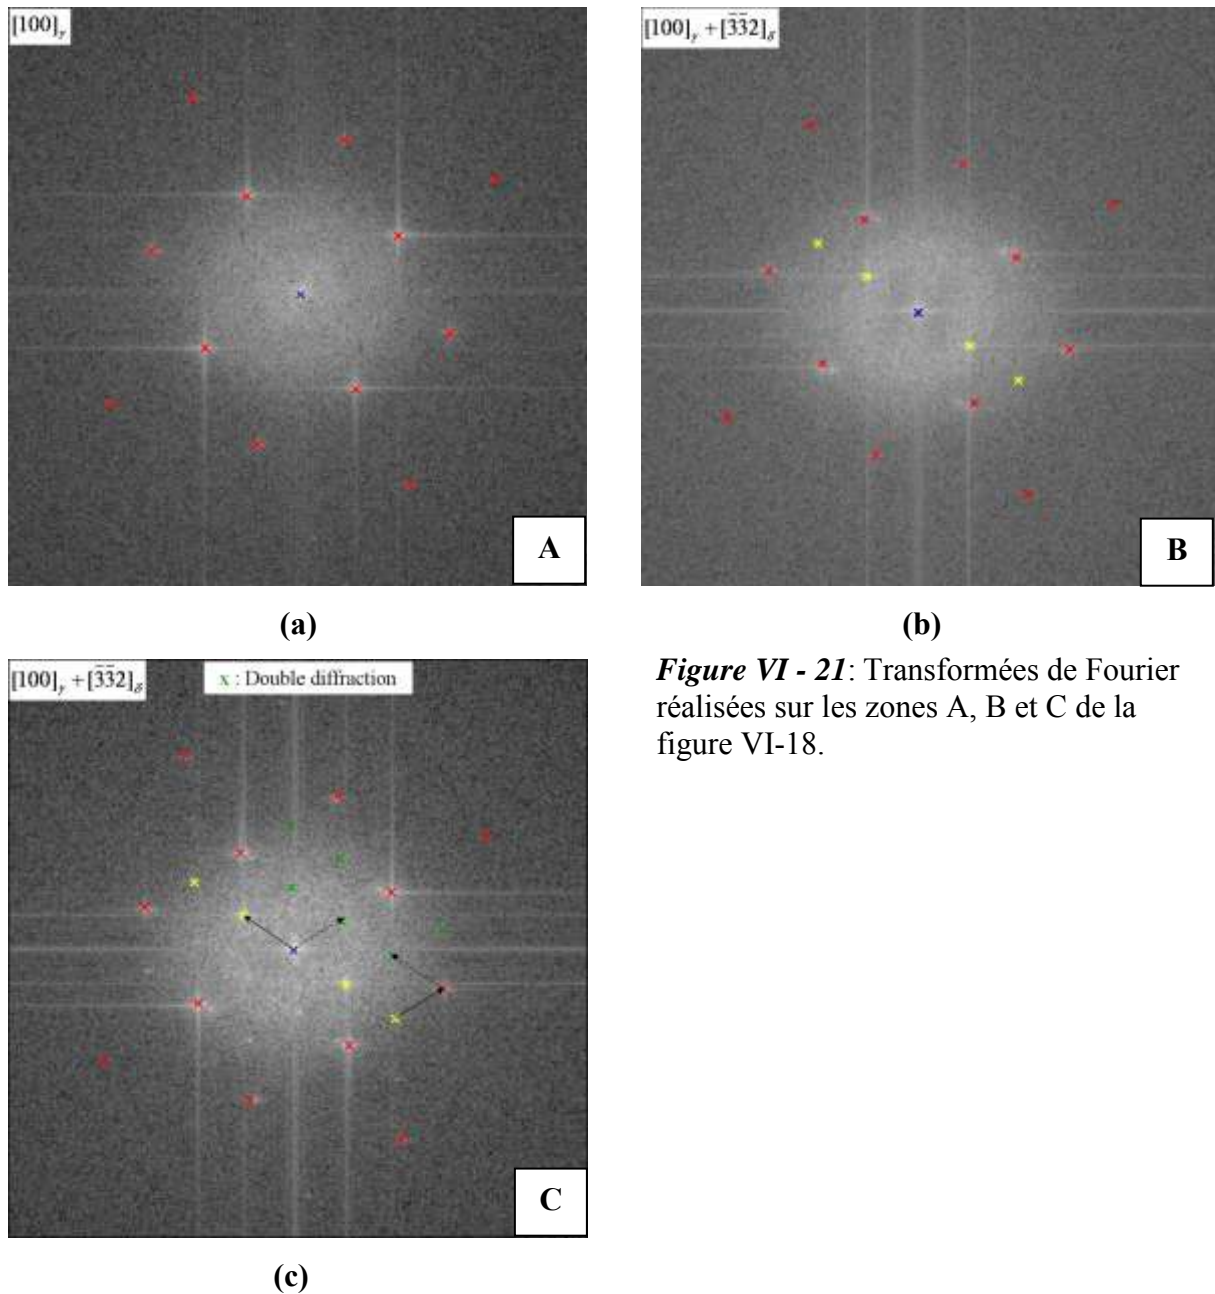 [100]γ
A
(a)
[100]γ + [3̅3̅2]δ
B
(b)
[100]γ + [3̅3̅2]δ
x : Double diffraction
C
(c)
Figure VI - 21: Transformées de Fourier
réalisées sur les zones A, B et C de la
figure VI-18.